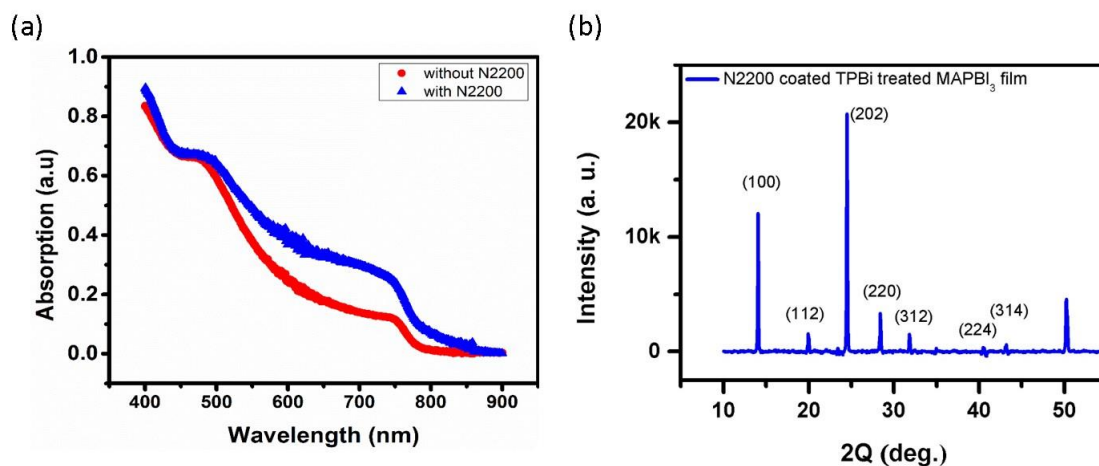 (a)
1.0
0.8
0.6
0.4
0.2
0.0
Absorption (a.u)
without N2200
with N2200
400 500 600 700 800 900
Wavelength (nm)
(b)
N2200 coated TPBi treated MAPBI₃ film
20k
10k
0
Intensity (a. u.)
(100)
(112)
(202)
(220)
(312)
(224)
(314)
10 20 30 40 50
2Q (deg.)